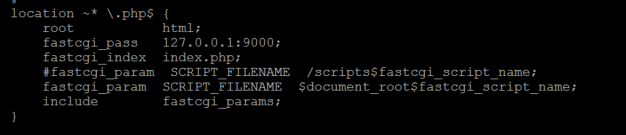 location ~* \.php$ {
    root           html;
    fastcgi_pass   127.0.0.1:9000;
    fastcgi_index  index.php;
    #fastcgi_param  SCRIPT_FILENAME  /scripts$fastcgi_script_name;
    fastcgi_param  SCRIPT_FILENAME  $document_root$fastcgi_script_name;
    include        fastcgi_params;
}